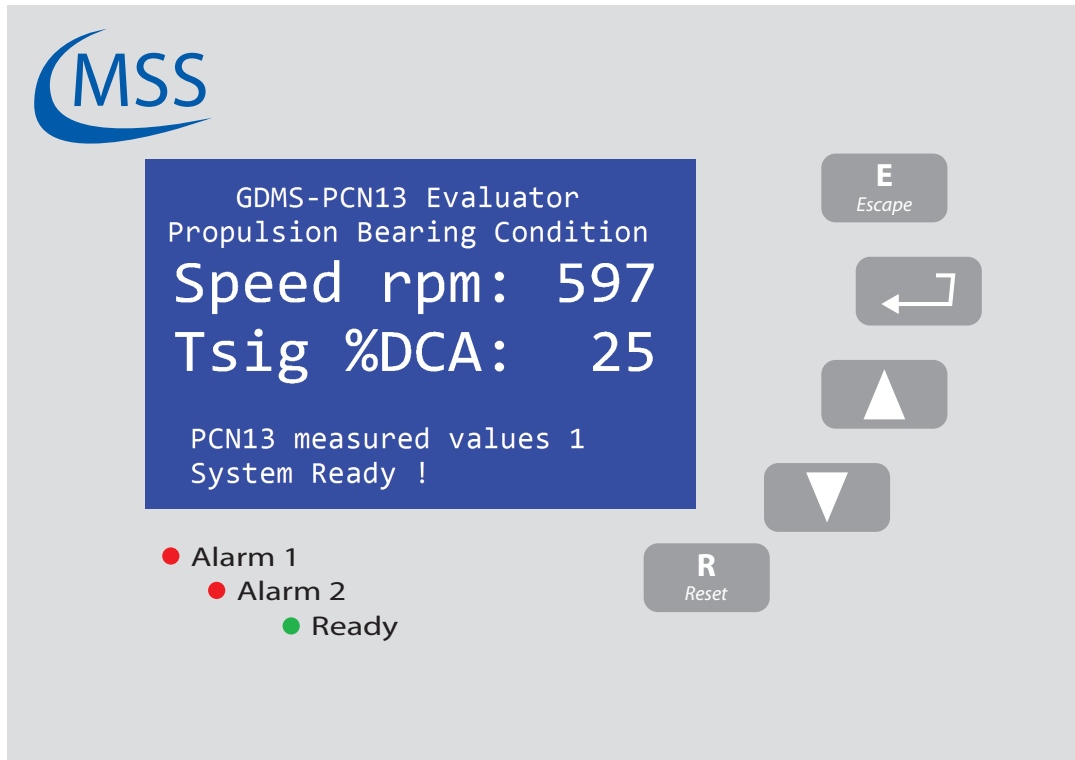 MSS
GDMS-PCN13 Evaluator
Propulsion Bearing Condition
Speed rpm: 597
Tsig %DCA: 25
PCN13 measured values 1
System Ready !
Alarm 1
Alarm 2
Ready
E
Escape
R
Reset